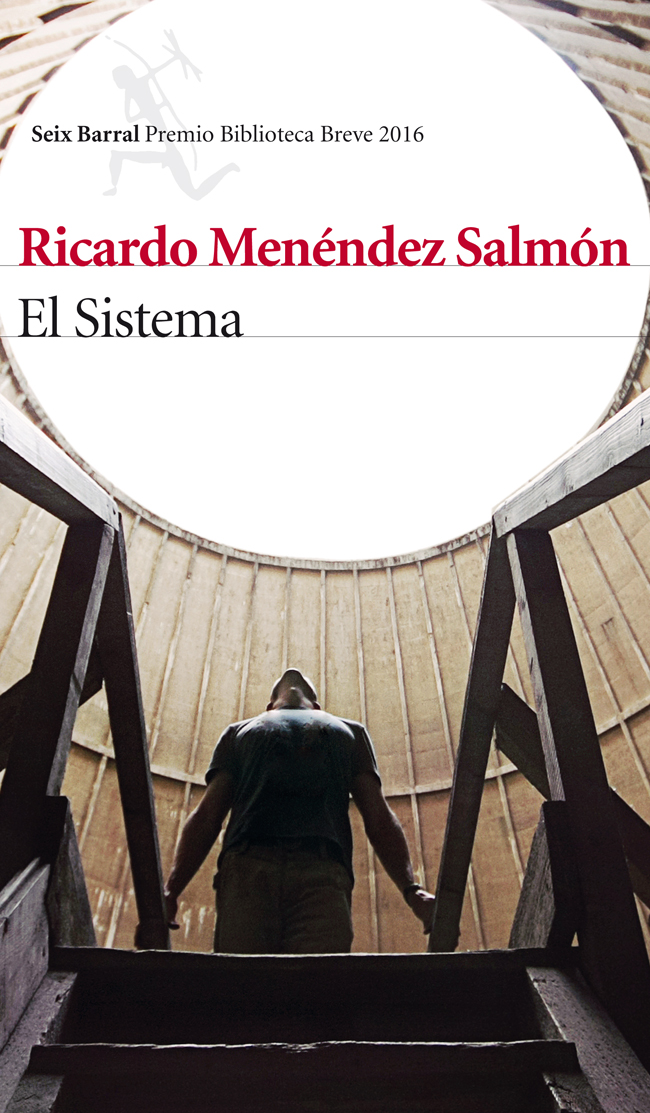 Seix Barral Premio Biblioteca Breve 2016
Ricardo Menéndez Salmón
El Sistema